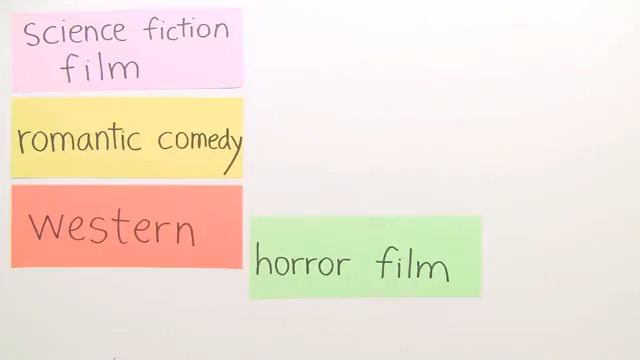 Science fiction
film
romantic comedy
western
horror film